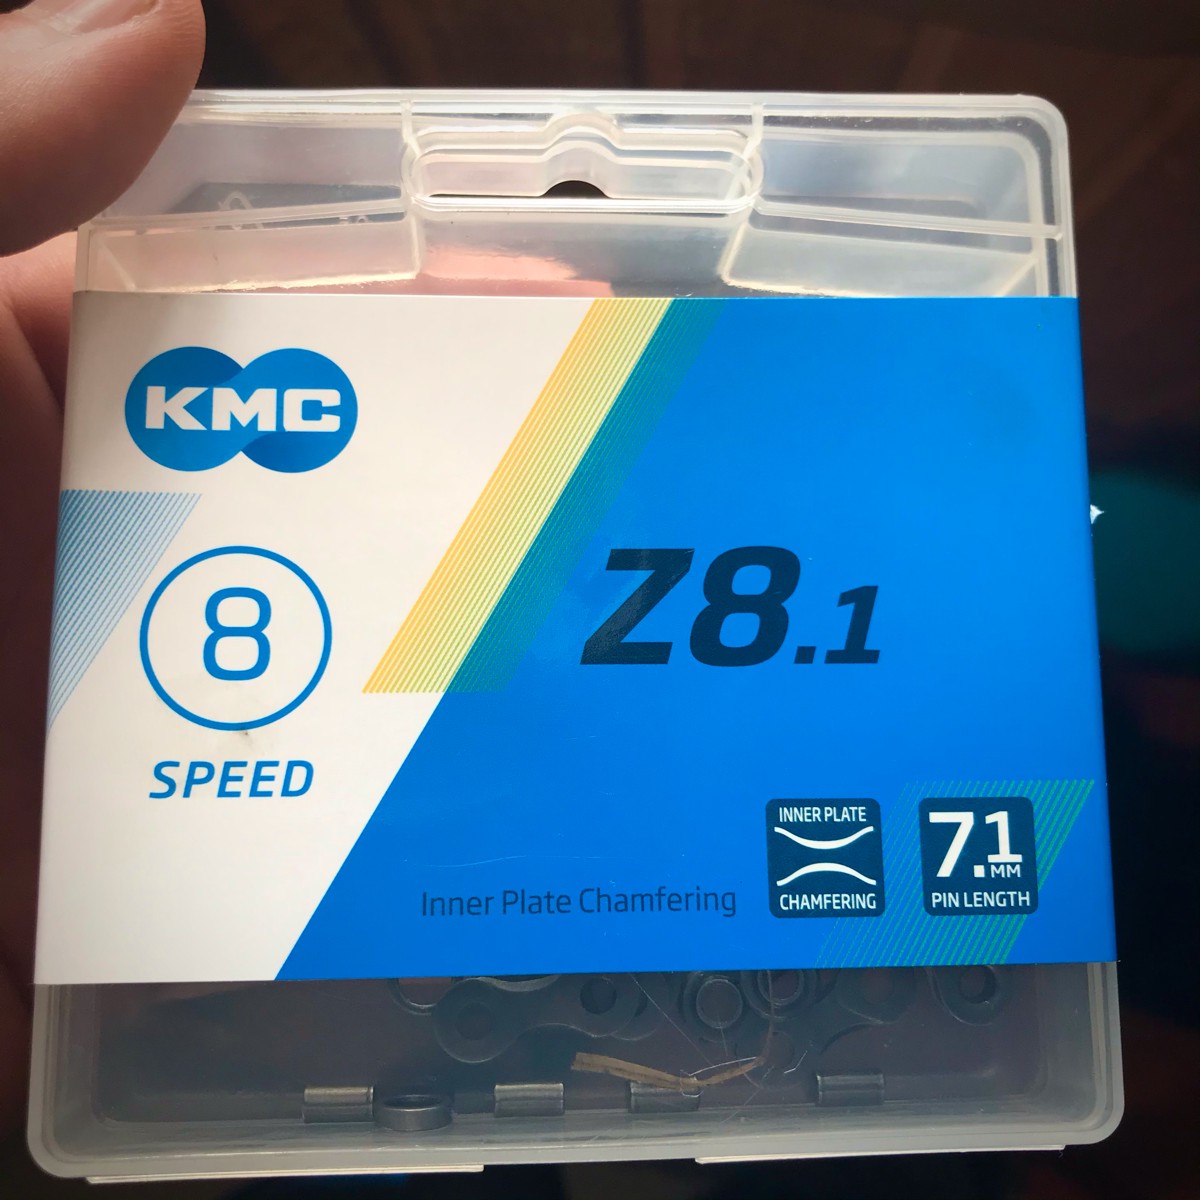 KMC
8
SPEED
Z8.1
Inner Plate Chamfering
INNER PLATE
CHAMFERING
7.1
MM
PIN LENGTH